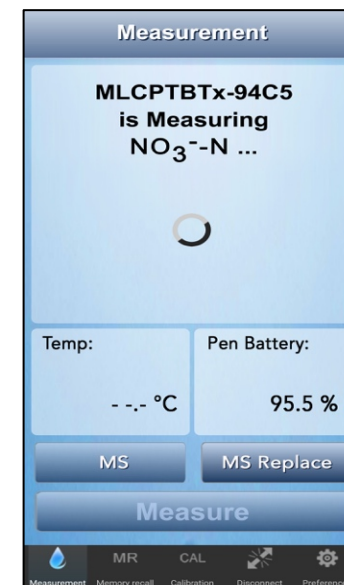 Measurement
MLCPTBTx-94C5
is Measuring
NO3--N ...
Temp:
- -.- °C
Pen Battery:
95.5 %
MS
MS Replace
Measure
MR
CAL
Measurement
Memory recall
Calibration
Disconnect